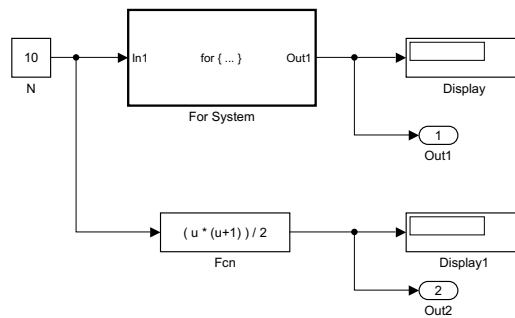 10
N
In1
for { ... }
Out1
For System
Display
1
Out1
( u * (u+1) ) / 2
Fcn
Display1
2
Out2